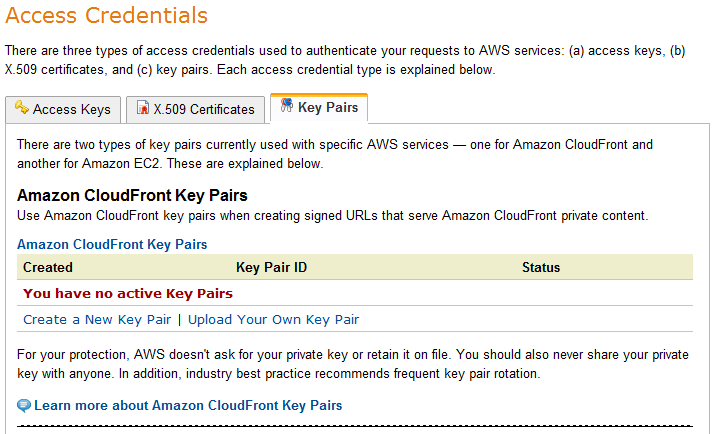 Access Credentials
There are three types of access credentials used to authenticate your requests to AWS services: (a) access keys, (b)
X.509 certificates, and (c) key pairs. Each access credential type is explained below.
Access Keys X.509 Certificates Key Pairs
There are two types of key pairs currently used with specific AWS services — one for Amazon CloudFront and
another for Amazon EC2. These are explained below.
Amazon CloudFront Key Pairs
Use Amazon CloudFront key pairs when creating signed URLs that serve Amazon CloudFront private content.
Amazon CloudFront Key Pairs
Created Key Pair ID Status
You have no active Key Pairs
Create a New Key Pair | Upload Your Own Key Pair
For your protection, AWS doesn't ask for your private key or retain it on file. You should also never share your private
key with anyone. In addition, industry best practice recommends frequent key pair rotation.
Learn more about Amazon CloudFront Key Pairs